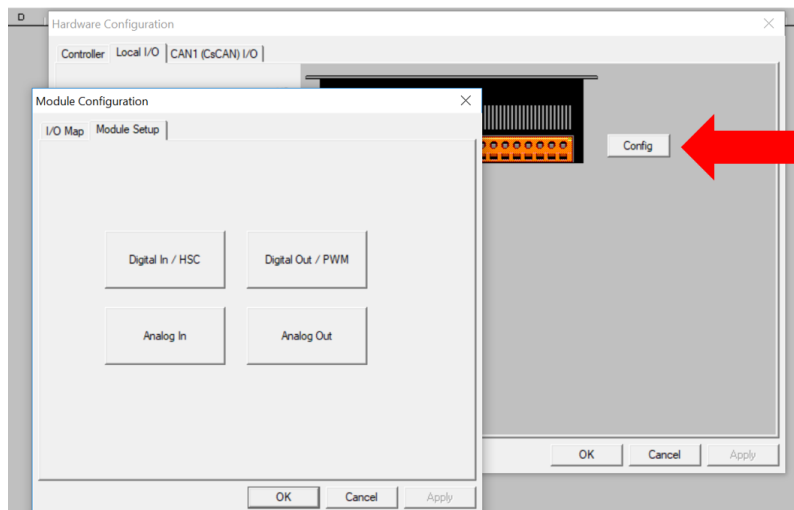 D
Hardware Configuration
Controller Local I/O CAN1 (CsCAN) I/O
Module Configuration
I/O Map Module Setup
Config
Digital In / HSC Digital Out / PWM
Analog In Analog Out
OK Cancel Apply
OK Cancel Apply